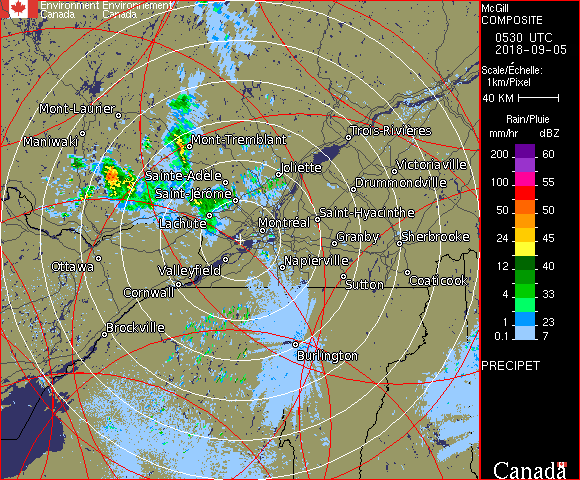 Environment Environnement
Canada Canada
McGill
COMPOSITE
0530 UTC
2018-09-05
Scale/Échelle:
1km/Pixel
40 KM
Rain/Pluie
mm/hr dBZ
200 60
150 57
100 55
50 50
24 45
12 40
4 33
1 23
0.1 7
PRECIPET
Canada
Mont-Laurier
Maniwaki
Mont-Tremblant
Trois-Rivières
Sainte-Adèle
Joliette
Victoriaville
Saint-Jérôme
Drummondville
Lachute
Montréal
Saint-Hyacinthe
Ottawa
Valleyfield
Granby
Sherbrooke
Napierville
Cornwall
Sutton
Coaticook
Brockville
Burlington